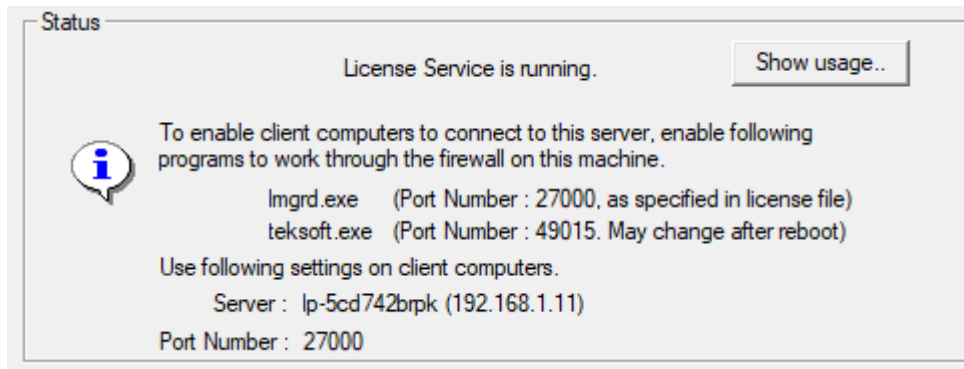 Status
License Service is running.
Show usage..
To enable client computers to connect to this server, enable following
programs to work through the firewall on this machine.
lmgrd.exe (Port Number : 27000, as specified in license file)
teksoft.exe (Port Number : 49015. May change after reboot)
Use following settings on client computers.
Server : lp-5cd742brpk (192.168.1.11)
Port Number : 27000